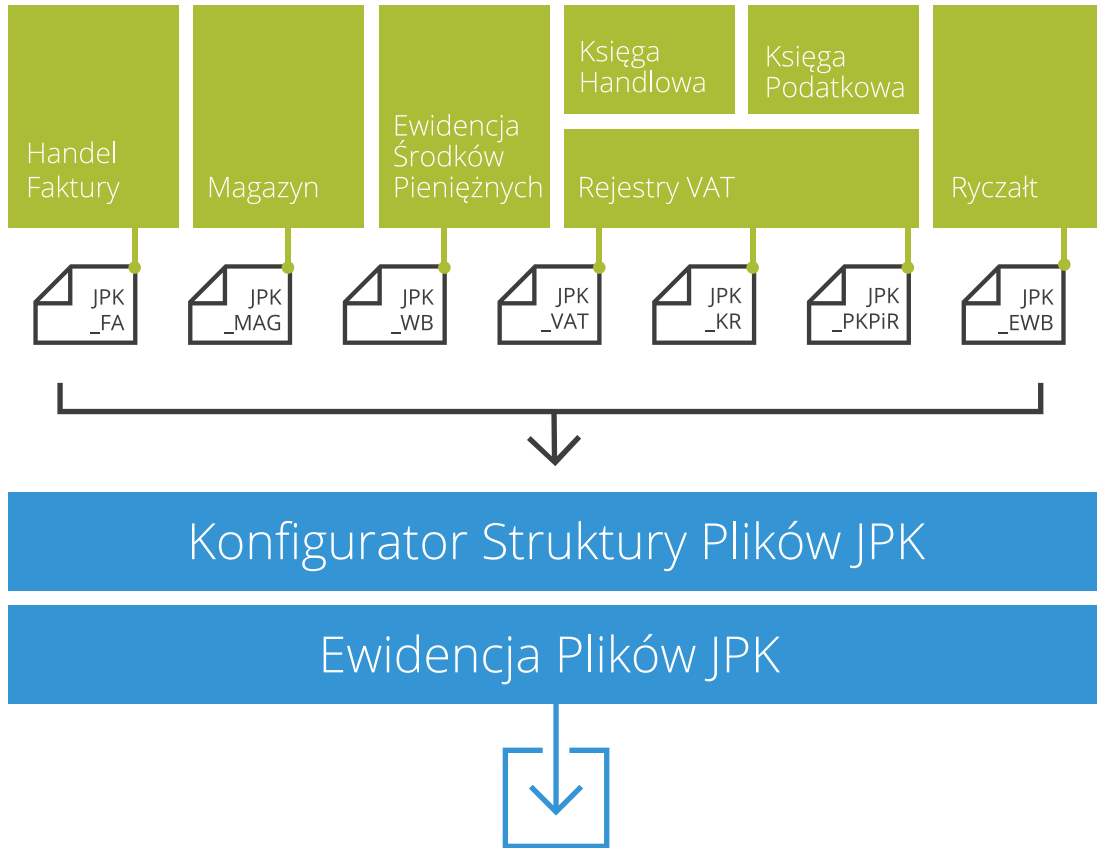 Handel
Faktury
Magazyn
Ewidencja
Środków
Pieniężnych
Księga
Handlowa
Księga
Podatkowa
Rejestry VAT
Ryczałt
JPK
_FA
JPK
_MAG
JPK
_WB
JPK
_VAT
JPK
_KR
JPK
_PKPiR
JPK
_EWB
Konfigurator Struktury Plików JPK
Ewidencja Plików JPK